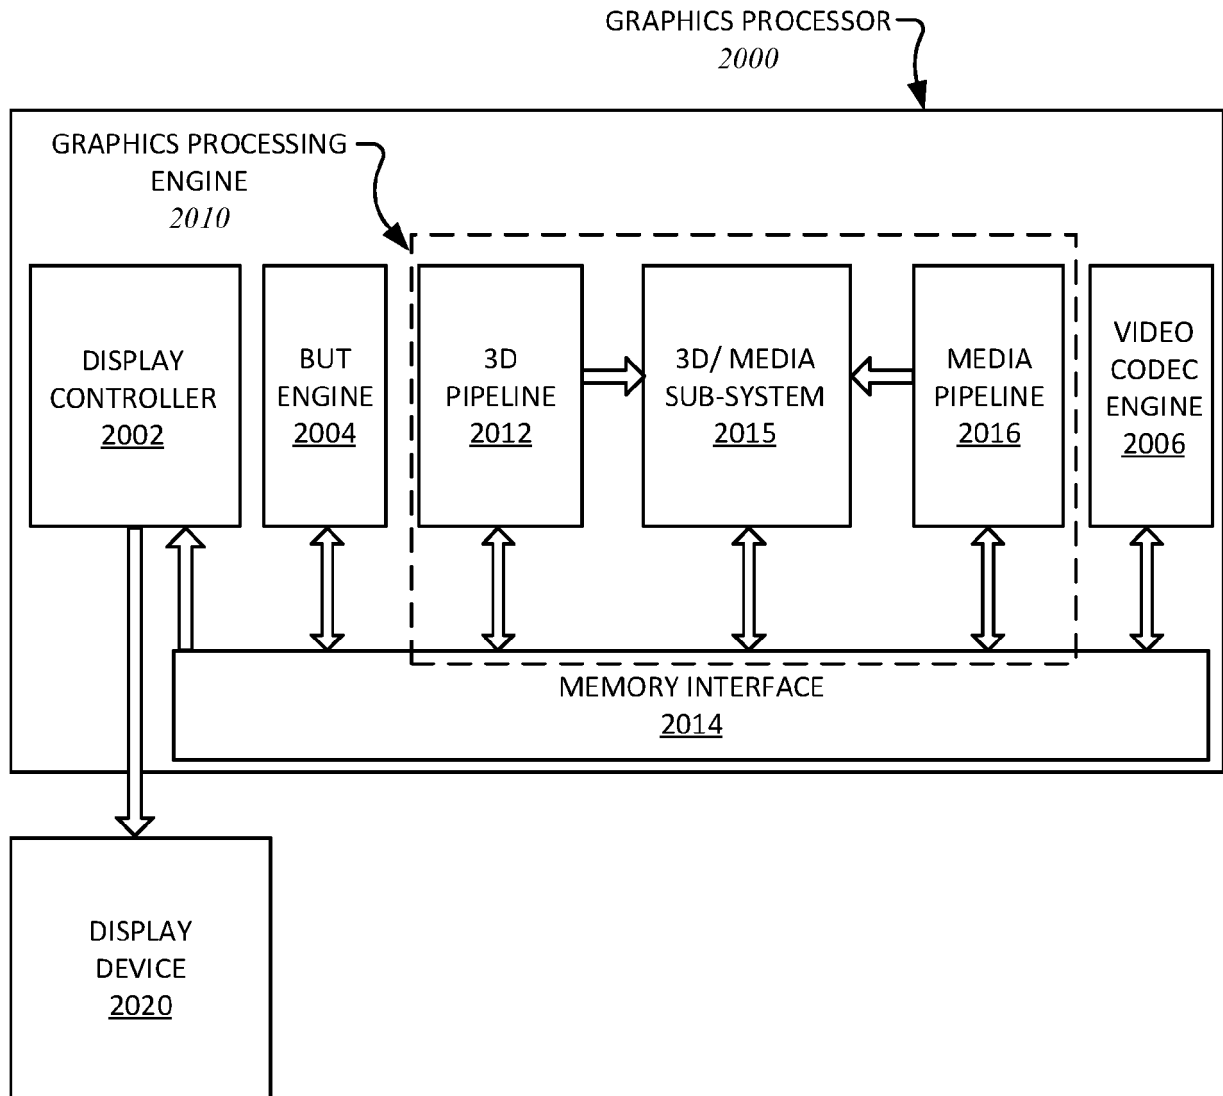 GRAPHICS PROCESSOR
2000
GRAPHICS PROCESSING
ENGINE
2010
DISPLAY
CONTROLLER
2002
BUT
ENGINE
2004
3D
PIPELINE
2012
3D/ MEDIA
SUB-SYSTEM
2015
MEDIA
PIPELINE
2016
VIDEO
CODEC
ENGINE
2006
MEMORY INTERFACE
2014
DISPLAY
DEVICE
2020